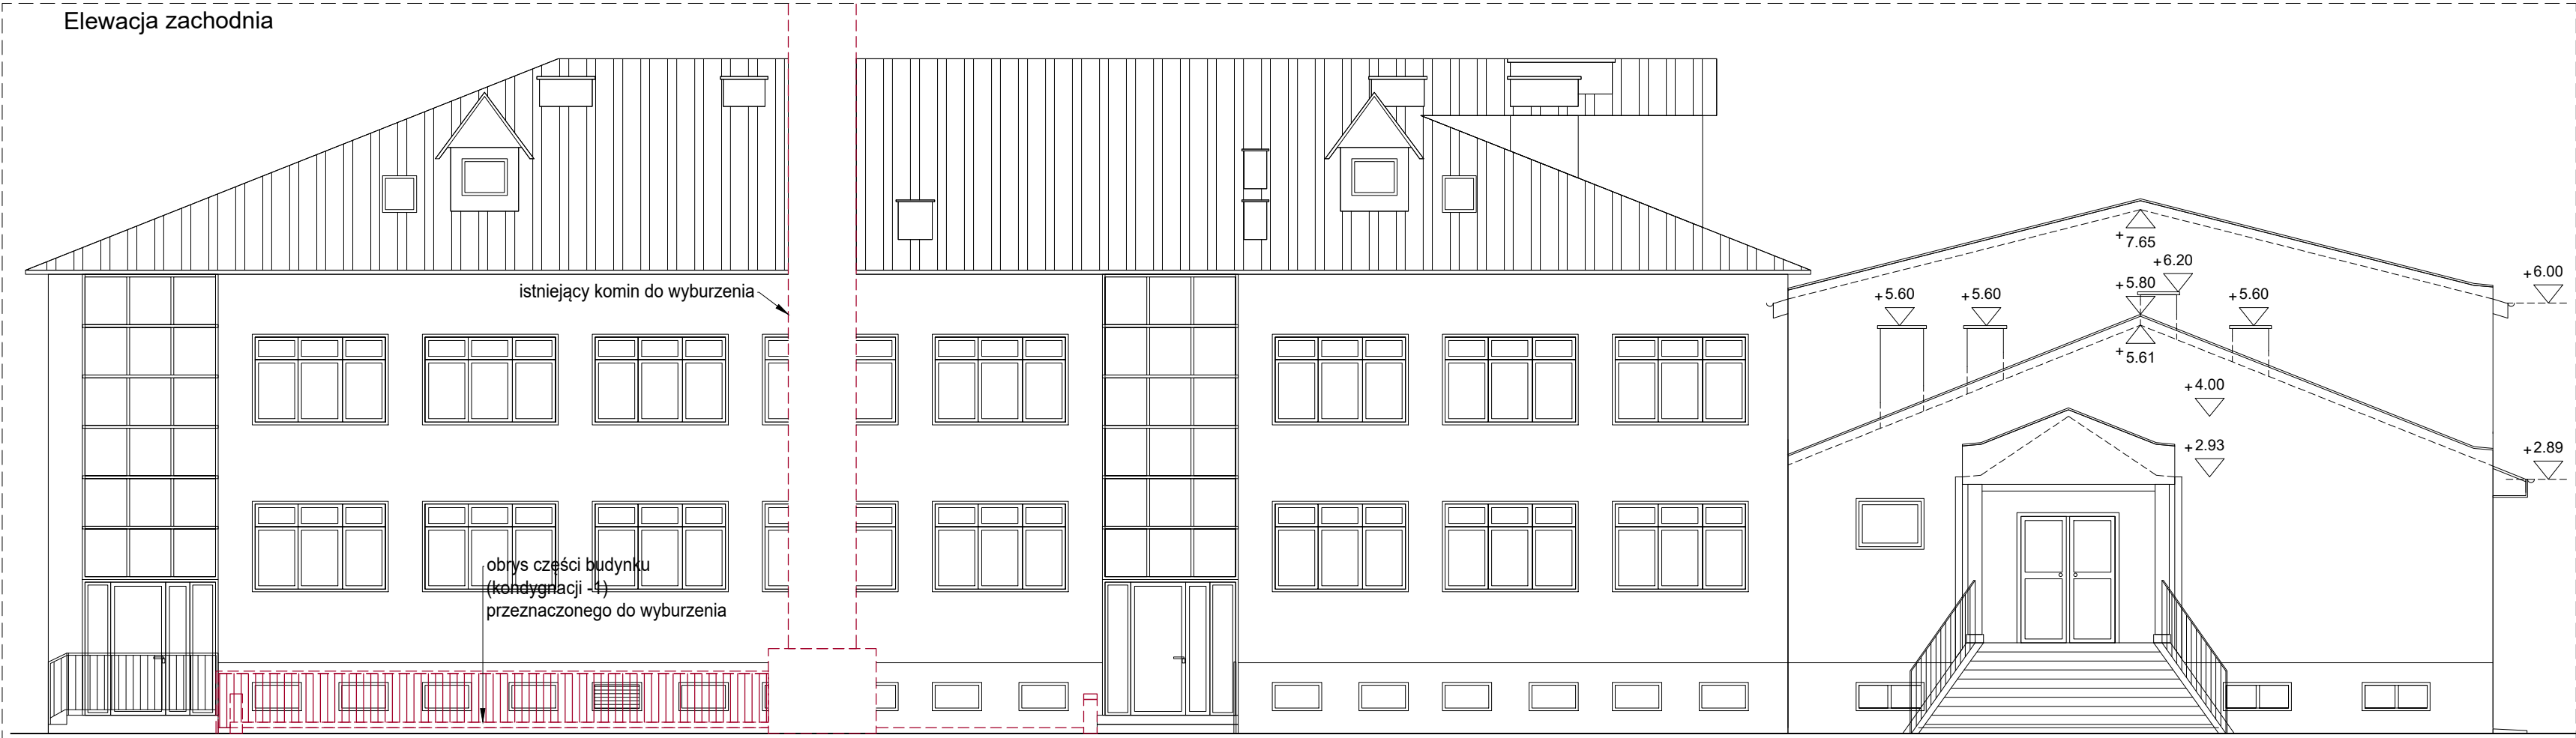 Elewacja zachodnia
istniejący komin do wyburzenia
obrys części budynku
(kondygnacji -1)
przeznaczonego do wyburzenia
+7.65
+6.20
+6.00
+5.80
+5.60
+5.60
+5.60
+5.61
+4.00
+2.93
+2.89